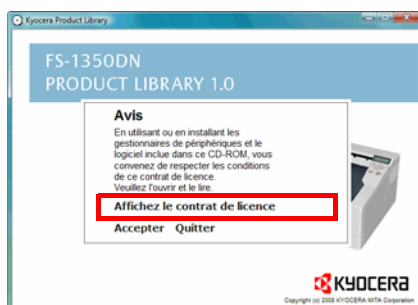 Kyocera Product Library
FS-1350DN
PRODUCT LIBRARY 1.0
Avis
En utilisant ou en installant les
gestionnaires de périphériques et le
logiciel inclue dans ce CD-ROM, vous
convenez de respecter les conditions
de ce contrat de licence.
Veuillez l'ouvrir et le lire.
Affichez le contrat de licence
Accepter Quitter
KYOCERA
Copyright (c) 2008 KYOCERA MITA Corporation